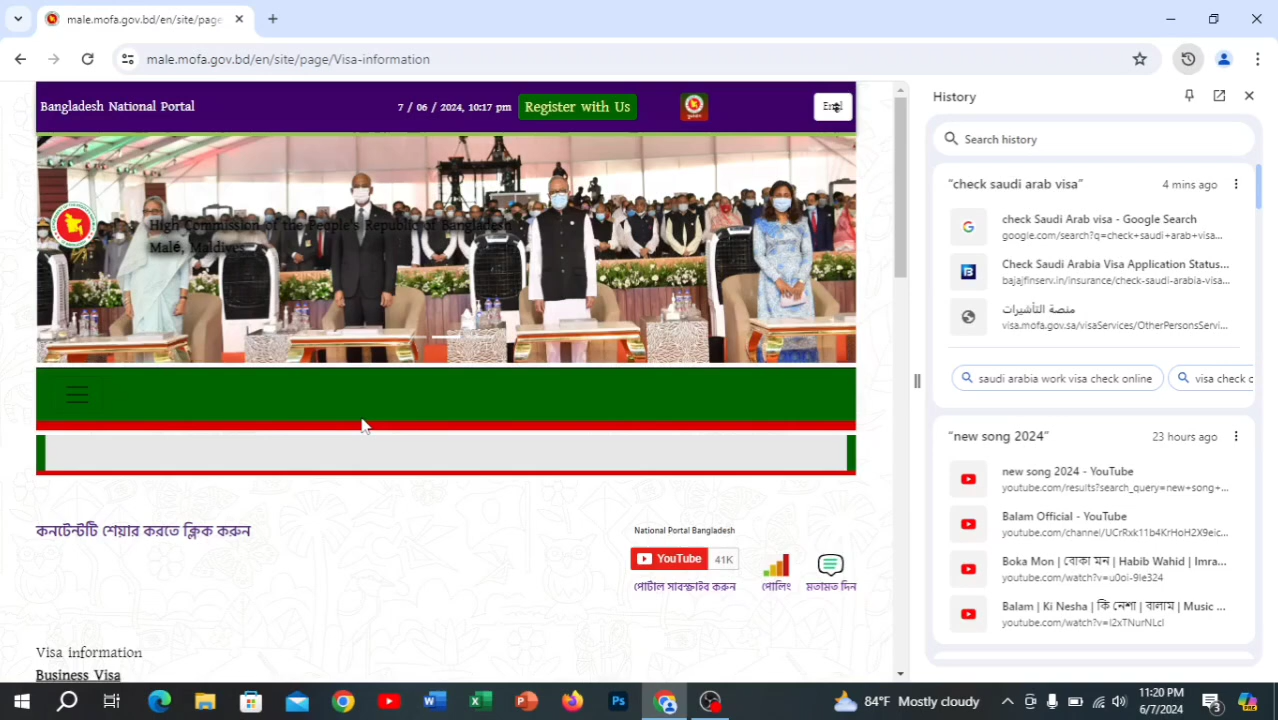 male.mofa.gov.bd/en/site/page
male.mofa.gov.bd/en/site/page/Visa-information
Bangladesh National Portal
7 / 06 / 2024, 10:17 pm
Register with Us
High Commission of the People's Republic of Bangladesh
Malé, Maldives
কনটেন্টটি শেয়ার করতে ক্লিক করুন
National Portal Bangladesh
YouTube 41K
পোর্টাল সাবস্ক্রাইব করুন
পোলিং
মতামত দিন
Visa information
Business Visa
History
Search history
"check saudi arab visa"
4 mins ago
check Saudi Arab visa - Google Search
google.com/search?q=check+saudi+arab+visa...
Check Saudi Arabia Visa Application Status...
bajajfinserv.in/insurance/check-saudi-arabia-visa...
منصة التأشيرات
visa.mofa.gov.sa/visaServices/OtherPersonsServi...
saudi arabia work visa check online
visa check c
"new song 2024"
23 hours ago
new song 2024 - YouTube
youtube.com/results?search_query=new+song+...
Balam Official - YouTube
youtube.com/channel/UCrRxk11b4KrHoH2X9eic...
Boka Mon | বোকা মন | Habib Wahid | Imra...
youtube.com/watch?v=u0oi-9Ie324
Balam | Ki Nesha | কি নেশা | বালাম | Music ...
youtube.com/watch?v=I2xTNurNLcI
84°F Mostly cloudy
11:20 PM
6/7/2024
3